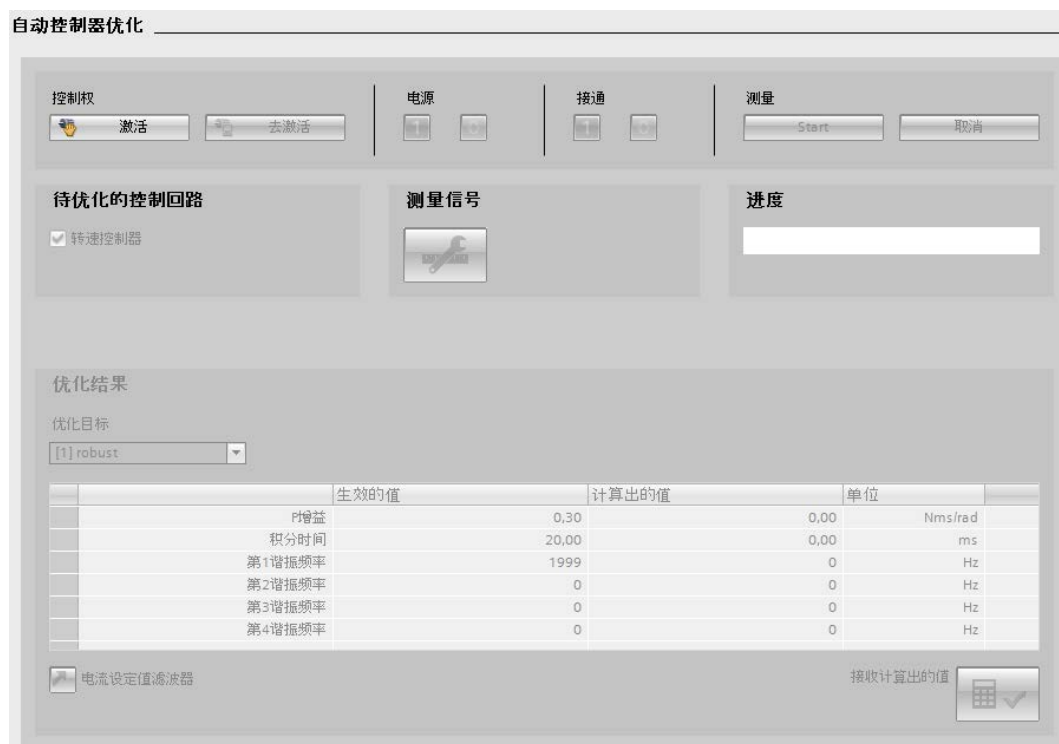 自动控制器优化
控制权 电源 接通 测量
激活 去激活 Start 取消
待优化的控制回路 测量信号 进度
转速控制器
优化结果
优化目标
[1] robust
生效的值 计算出的值 单位
P增益 0,30 0,00 Nms/rad
积分时间 20,00 0,00 ms
第1谐振频率 1999 0 Hz
第2谐振频率 0 0 Hz
第3谐振频率 0 0 Hz
第4谐振频率 0 0 Hz
电流设定值滤波器 接收计算出的值